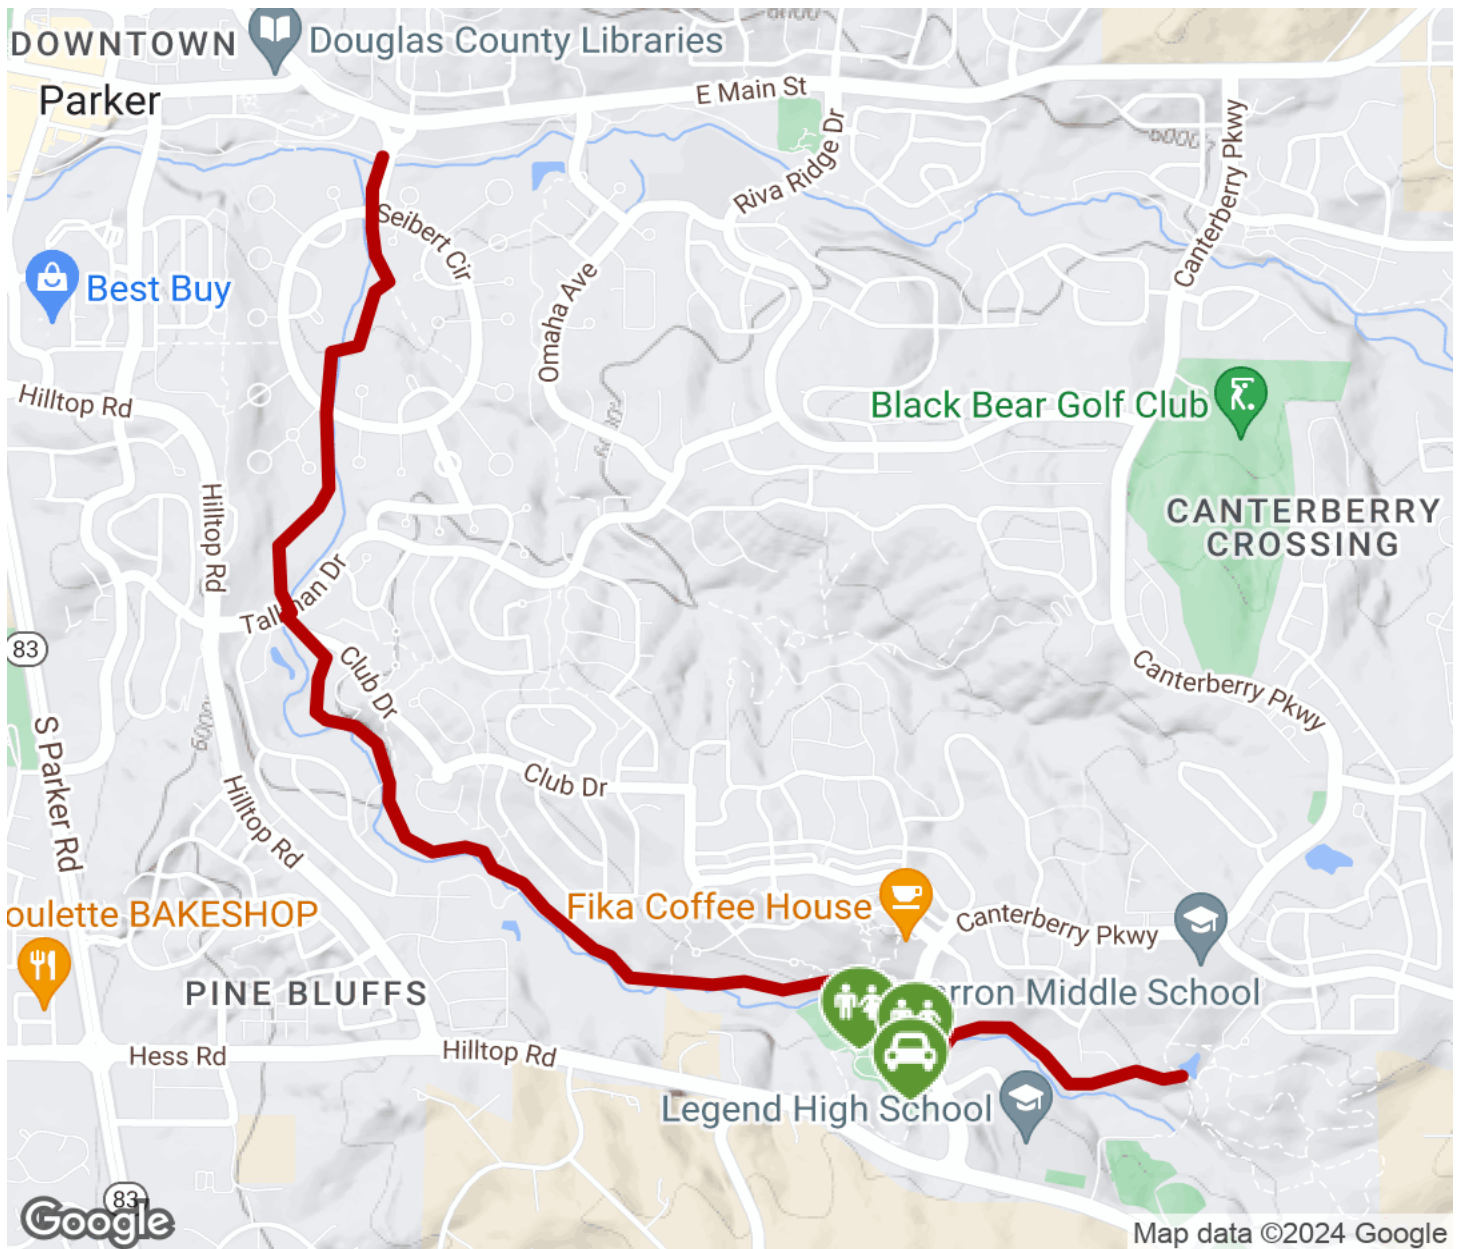 6000
DOWNTOWN
Douglas County Libraries
Parker
E Main St
Riva Ridge Dr
Canterberry Pkwy
Seibert Cir
Best Buy
Omaha Ave
Hilltop Rd
Black Bear Golf Club
Hilltop Rd
CANTERBERRY
CROSSING
83
Club Dr
Canterberry Pkwy
6000
S Parker Rd
Club Dr
Hilltop Rd
Fika Coffee House
oulette BAKESHOP
Canterberry Pkwy
PINE BLUFFS
rron Middle School
Hess Rd
Hilltop Rd
Legend High School
83
Google
Map data ©2024 Google